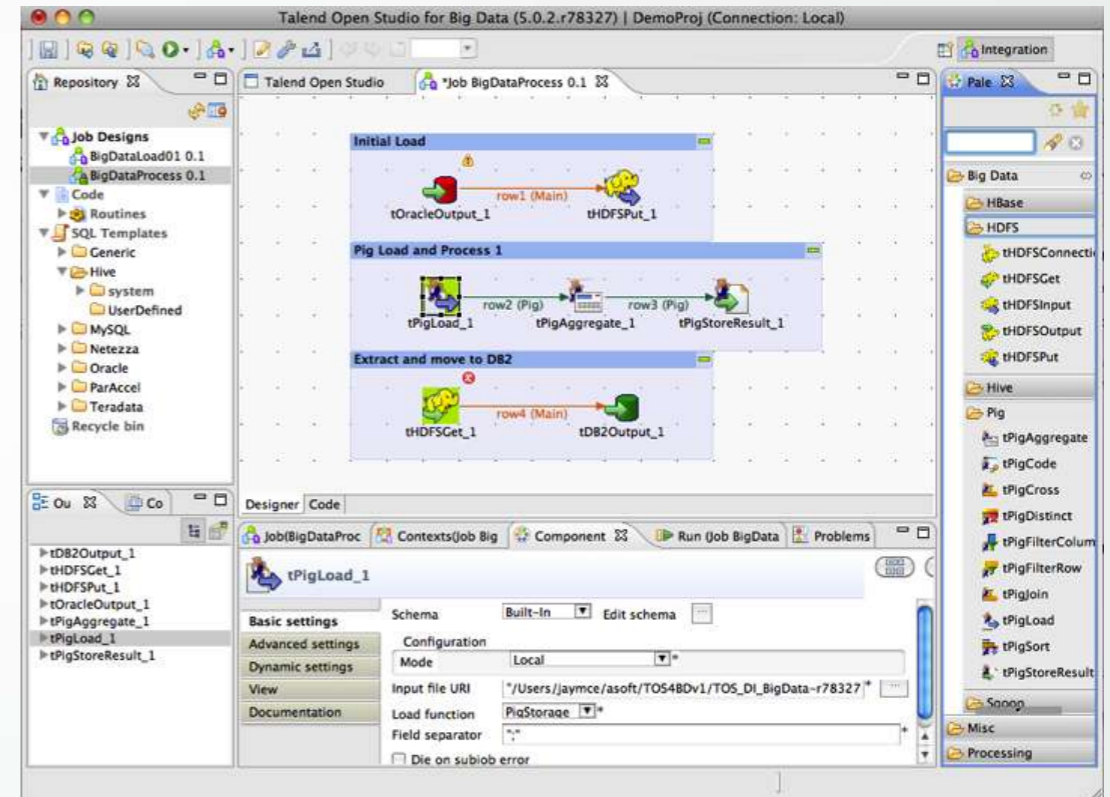 Talend Open Studio for Big Data (5.0.2.r78327) | DemoProj (Connection: Local)
Integration
Repository
Job Designs
BigDataLoad01 0.1
BigDataProcess 0.1
Code
Routines
SQL Templates
Generic
Hive
system
UserDefined
MySQL
Netezza
Oracle
ParAccel
Teradata
Recycle bin
Talend Open Studio
*Job BigDataProcess 0.1
Initial Load
row1 (Main)
tOracleOutput_1
tHDFSPut_1
Pig Load and Process 1
row2 (Pig)
row3 (Pig)
tPigLoad_1
tPigAggregate_1
tPigStoreResult_1
Extract and move to DB2
row4 (Main)
tHDFSGet_1
tDB2Output_1
Designer
Code
Pale
Big Data
HBase
HDFS
tHDFSConnecti
tHDFSGet
tHDFSInput
tHDFSOutput
tHDFSPut
Hive
Pig
tPigAggregate
tPigCode
tPigCross
tPigDistinct
tPigFilterColum
tPigFilterRow
tPigJoin
tPigLoad
tPigSort
tPigStoreResult
Sqoop
Misc
Processing
Ou
Co
tDB2Output_1
tHDFSGet_1
tHDFSPut_1
tOracleOutput_1
tPigAggregate_1
tPigLoad_1
tPigStoreResult_1
Job(BigDataProc
Contexts(Job Big
Component
Run (Job BigData
Problems
tPigLoad_1
Basic settings
Advanced settings
Dynamic settings
View
Documentation
Schema
Built-In
Edit schema
Configuration
Mode
Local
Input file URI
"/Users/jaymce/asoft/TOS4BDv1/TOS_DI_BigData-r78327
Load function
PigStorage
Field separator
";"
Die on subjob error